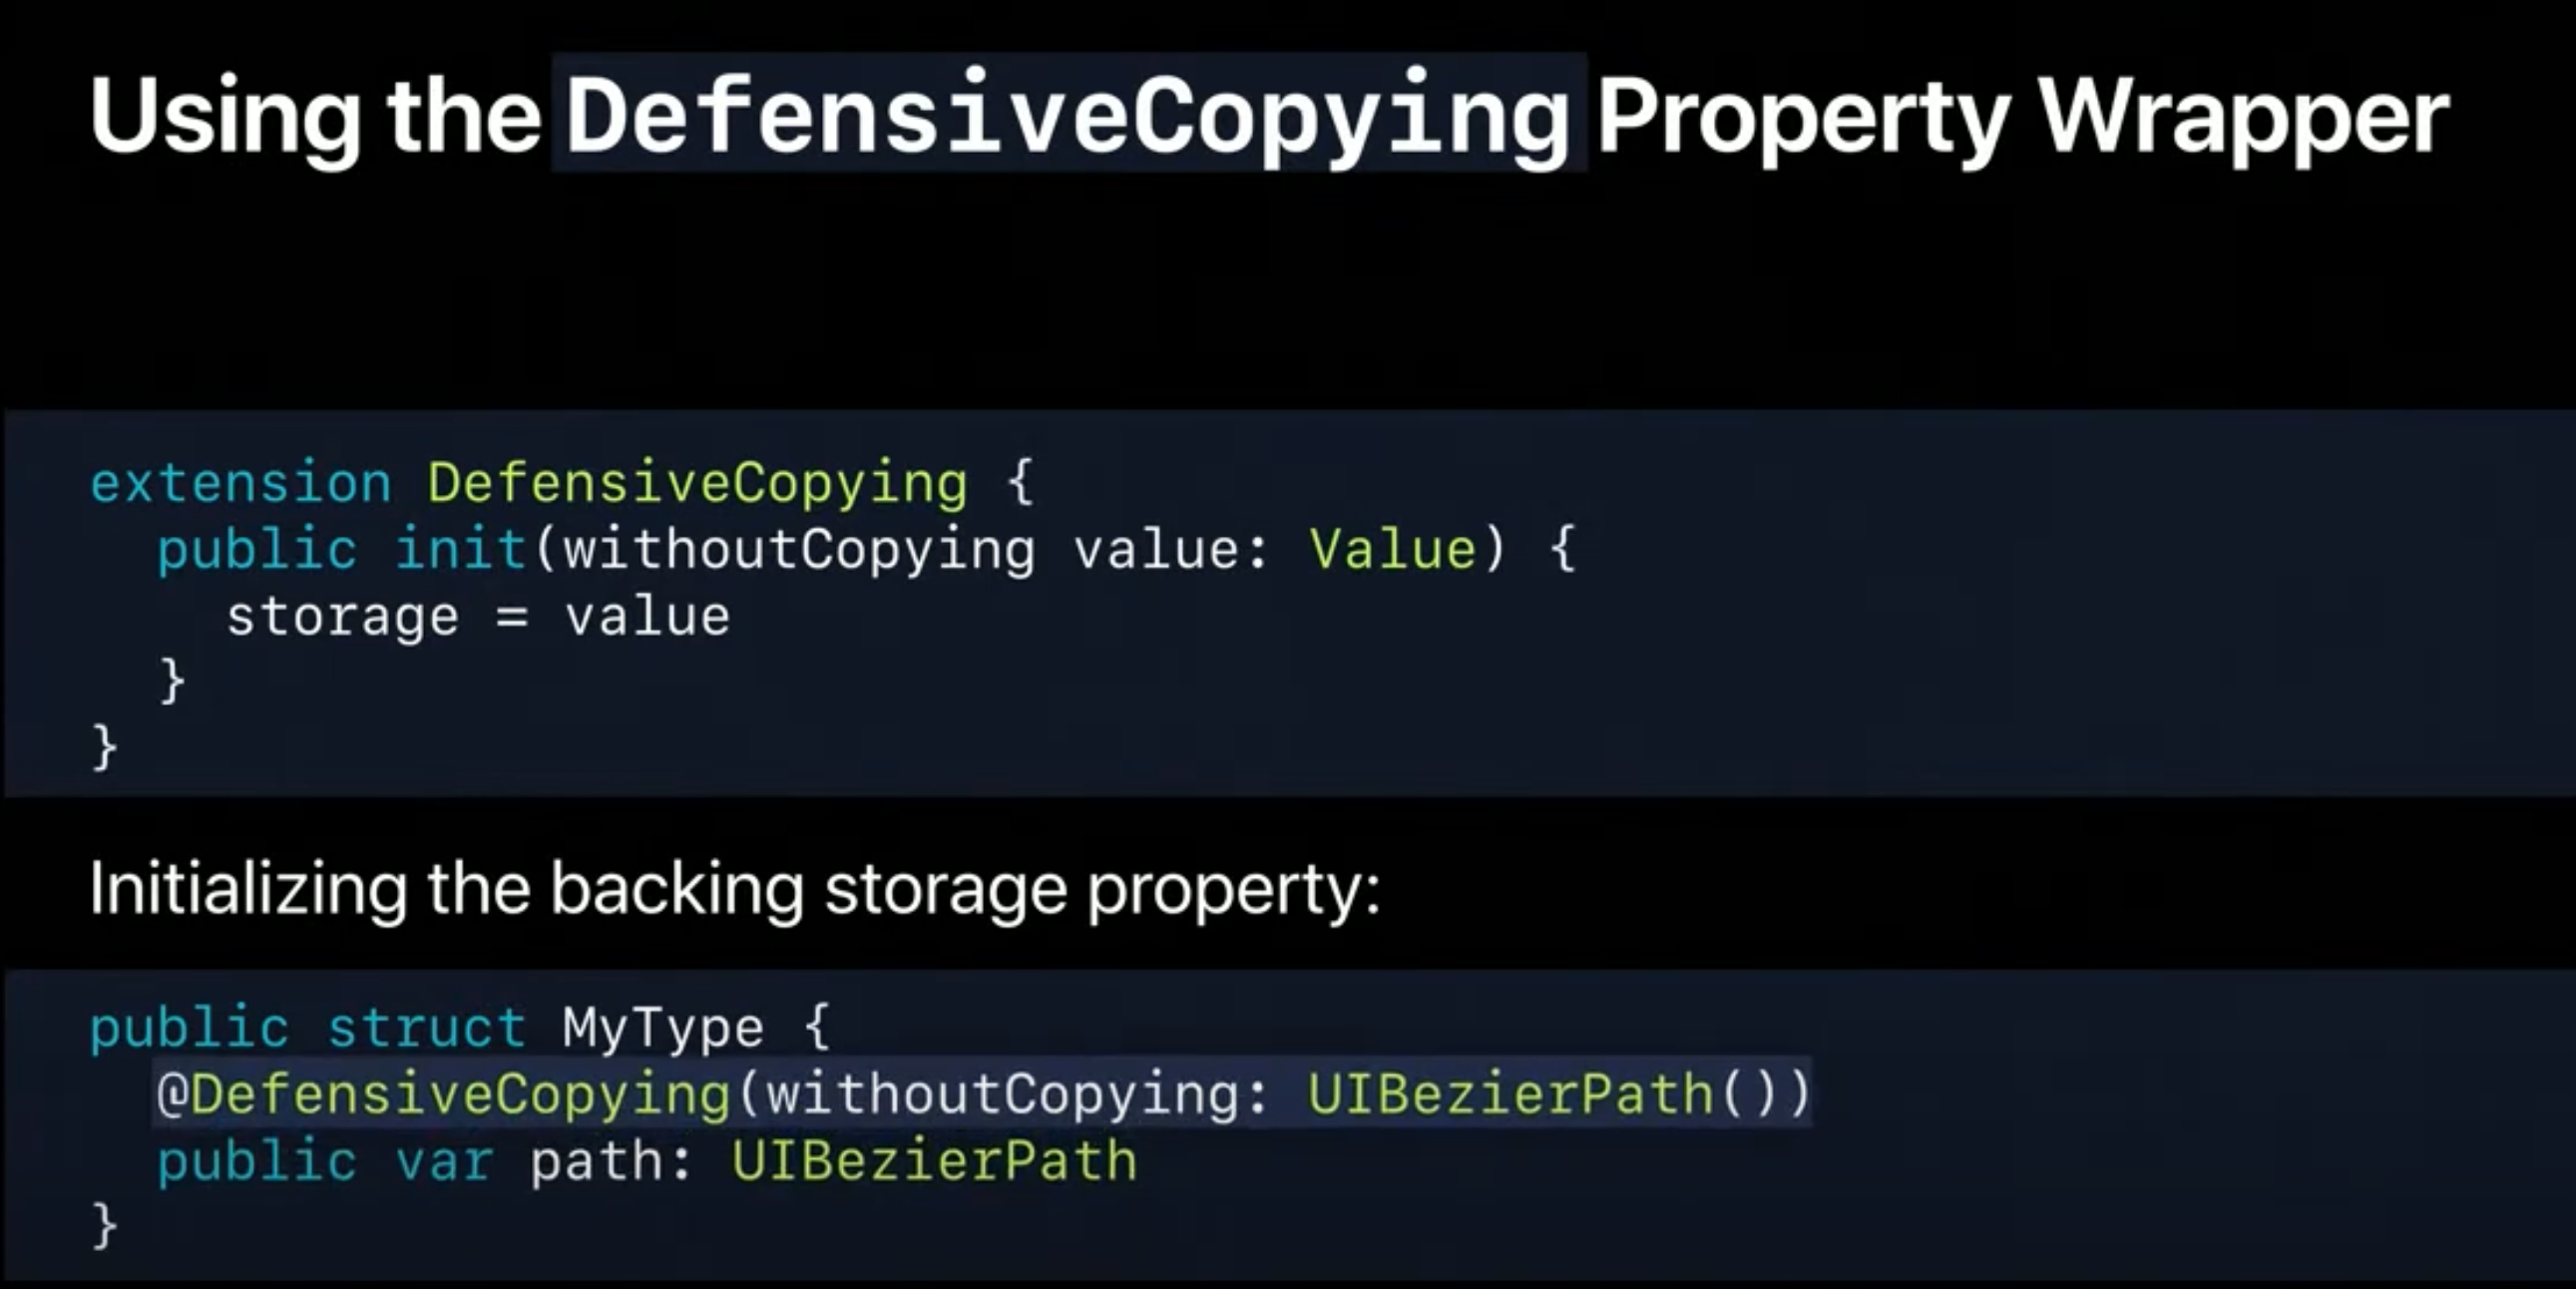 Using the DefensiveCopying Property Wrapper
extension DefensiveCopying {
  public init(withoutCopying value: Value) {
    storage = value
  }
}
Initializing the backing storage property:
public struct MyType {
  @DefensiveCopying(withoutCopying: UIBezierPath())
  public var path: UIBezierPath
}